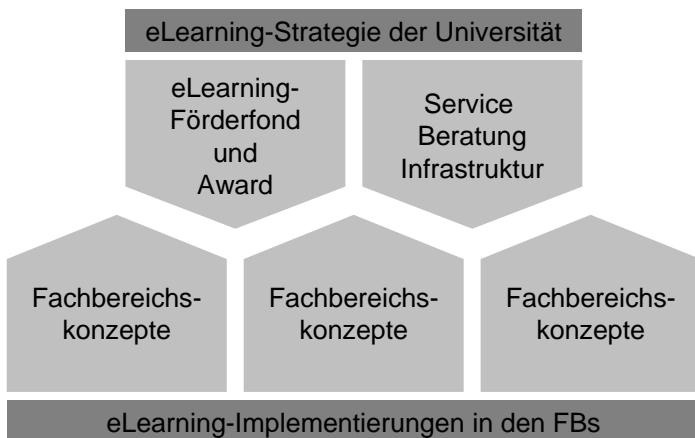 eLearning-Strategie der Universität
eLearning-
Förderfond
und
Award
Service
Beratung
Infrastruktur
Fachbereichs-
konzepte
Fachbereichs-
konzepte
Fachbereichs-
konzepte
eLearning-Implementierungen in den FBs